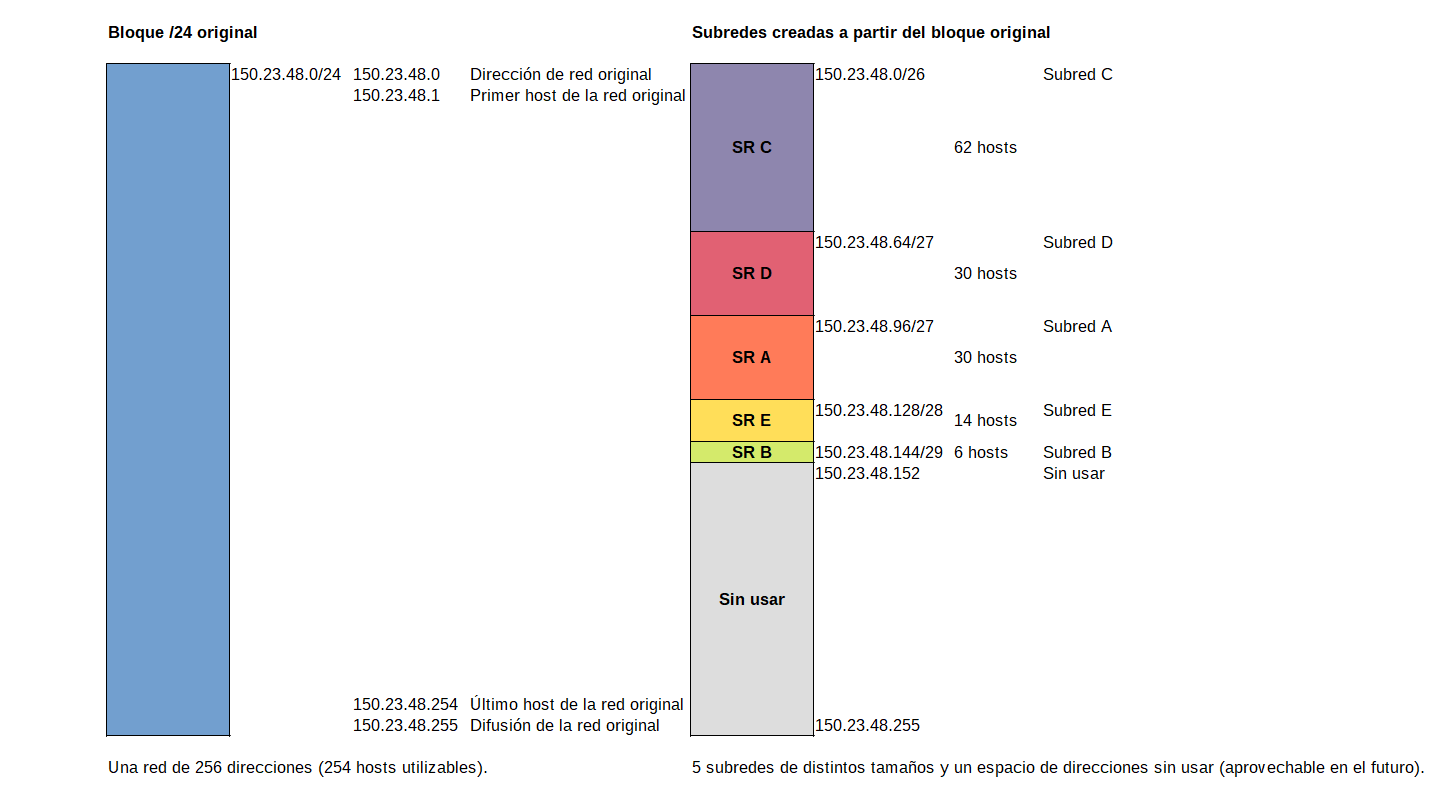 Bloque /24 original
Subredes creadas a partir del bloque original
150.23.48.0/24 150.23.48.0 Dirección de red original
150.23.48.1 Primer host de la red original
150.23.48.0/26 Subred C
SR C 62 hosts
150.23.48.64/27 Subred D
SR D 30 hosts
150.23.48.96/27 Subred A
SR A 30 hosts
150.23.48.128/28 Subred E
SR E 14 hosts
SR B 150.23.48.144/29 6 hosts Subred B
150.23.48.152 Sin usar
Sin usar
150.23.48.254 Último host de la red original
150.23.48.255 Difusión de la red original
150.23.48.255
Una red de 256 direcciones (254 hosts utilizables).
5 subredes de distintos tamaños y un espacio de direcciones sin usar (aprovechable en el futuro).